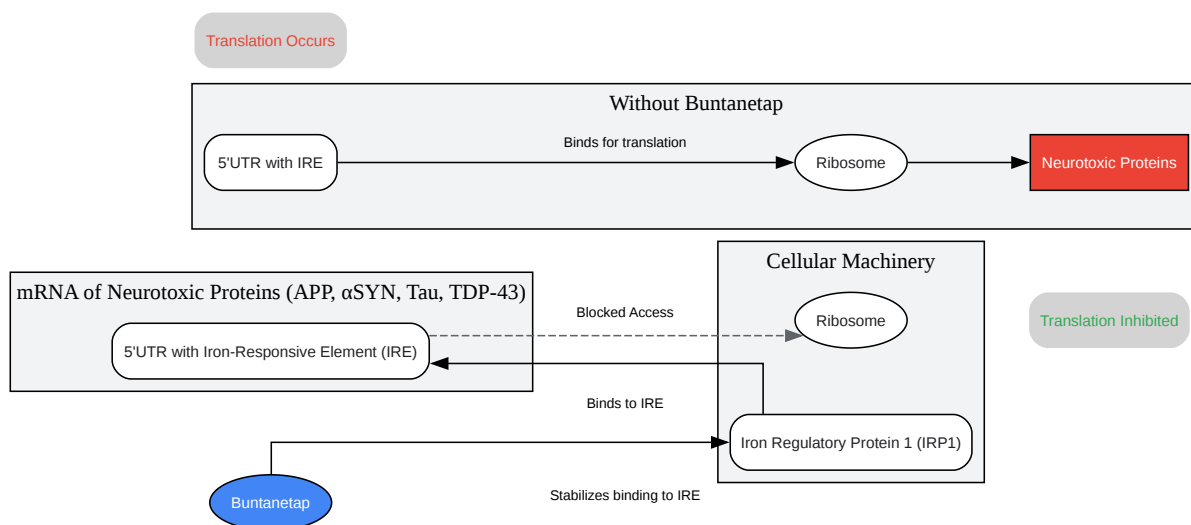 Translation Occurs
Without Buntanetap
5'UTR with IRE
Binds for translation
Ribosome
Neurotoxic Proteins
Cellular Machinery
mRNA of Neurotoxic Proteins (APP, αSYN, Tau, TDP-43)
Blocked Access
Ribosome
Translation Inhibited
5'UTR with Iron-Responsive Element (IRE)
Binds to IRE
Iron Regulatory Protein 1 (IRP1)
Buntanetap
Stabilizes binding to IRE